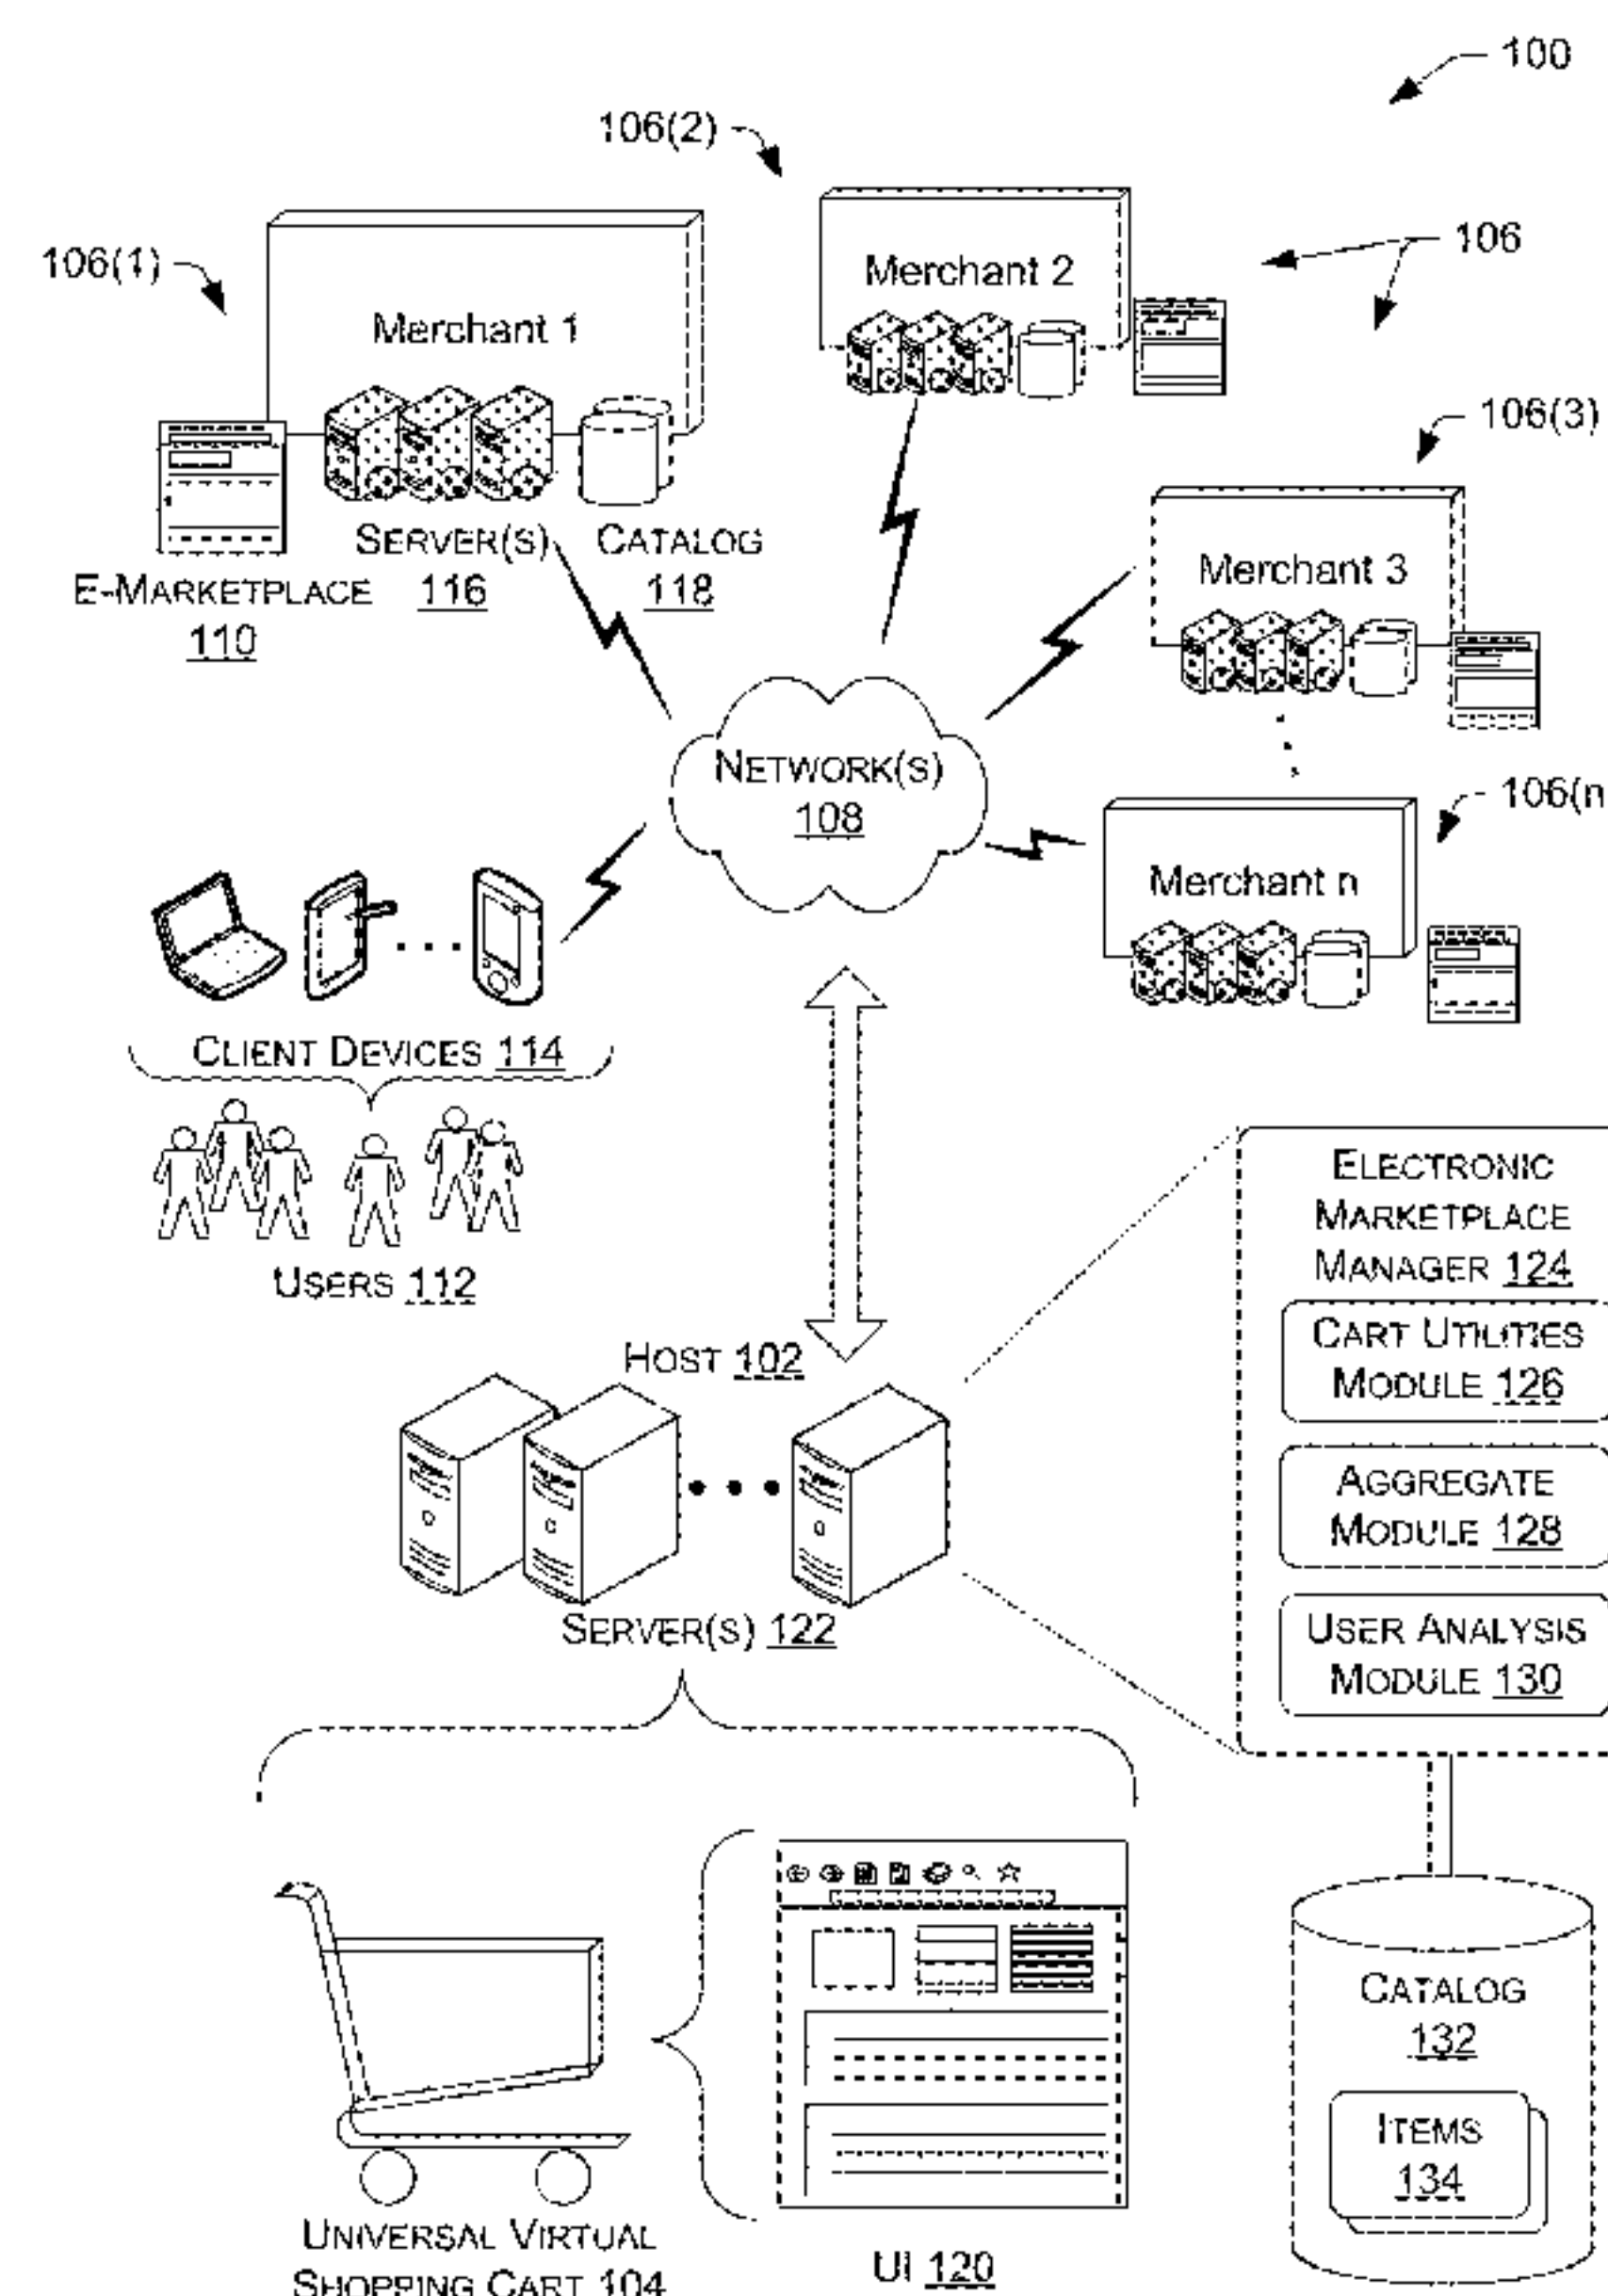 100
106(2)
106
106(1)
Merchant 2
Merchant 1
106(3)
SERVER(S)
116
CATALOG
118
E-MARKETPLACE
110
Merchant 3
NETWORK(S)
108
106(n
Merchant n
CLIENT DEVICES 114
USERS 112
ELECTRONIC
MARKETPLACE
MANAGER 124
CART UTILITIES
MODULE 126
AGGREGATE
MODULE 128
USER ANALYSIS
MODULE 130
HOST 102
SERVER(S) 122
CATALOG
132
ITEMS
134
UNIVERSAL VIRTUAL
SHOPPING CART 104
UI 120